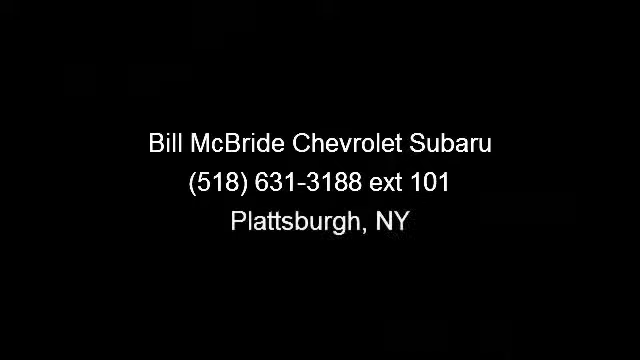 Bill McBride Chevrolet Subaru
(518) 631-3188 ext 101
Plattsburgh, NY